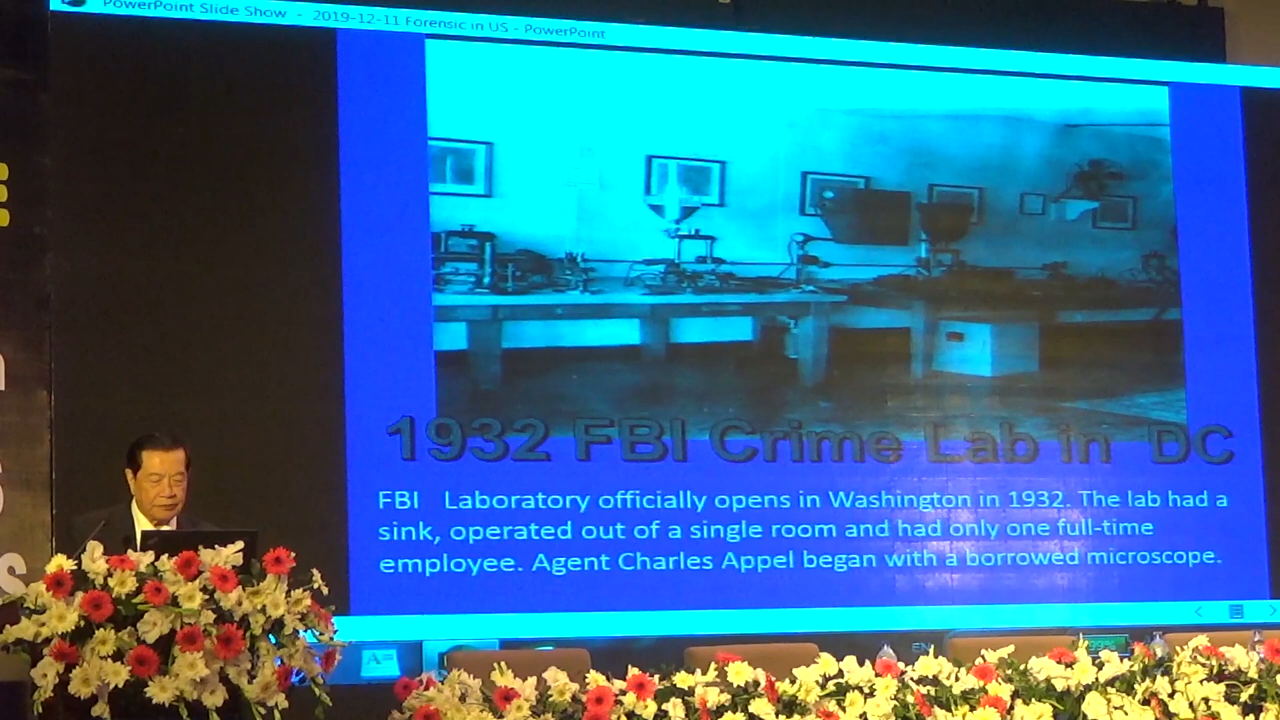 PowerPoint Slide Show - 2019-12-11 Forensic in US - PowerPoint
1932 FBI Crime Lab in DC
FBI Laboratory officially opens in Washington in 1932. The lab had a
sink, operated out of a single room and had only one full-time
employee. Agent Charles Appel began with a borrowed microscope.
EN